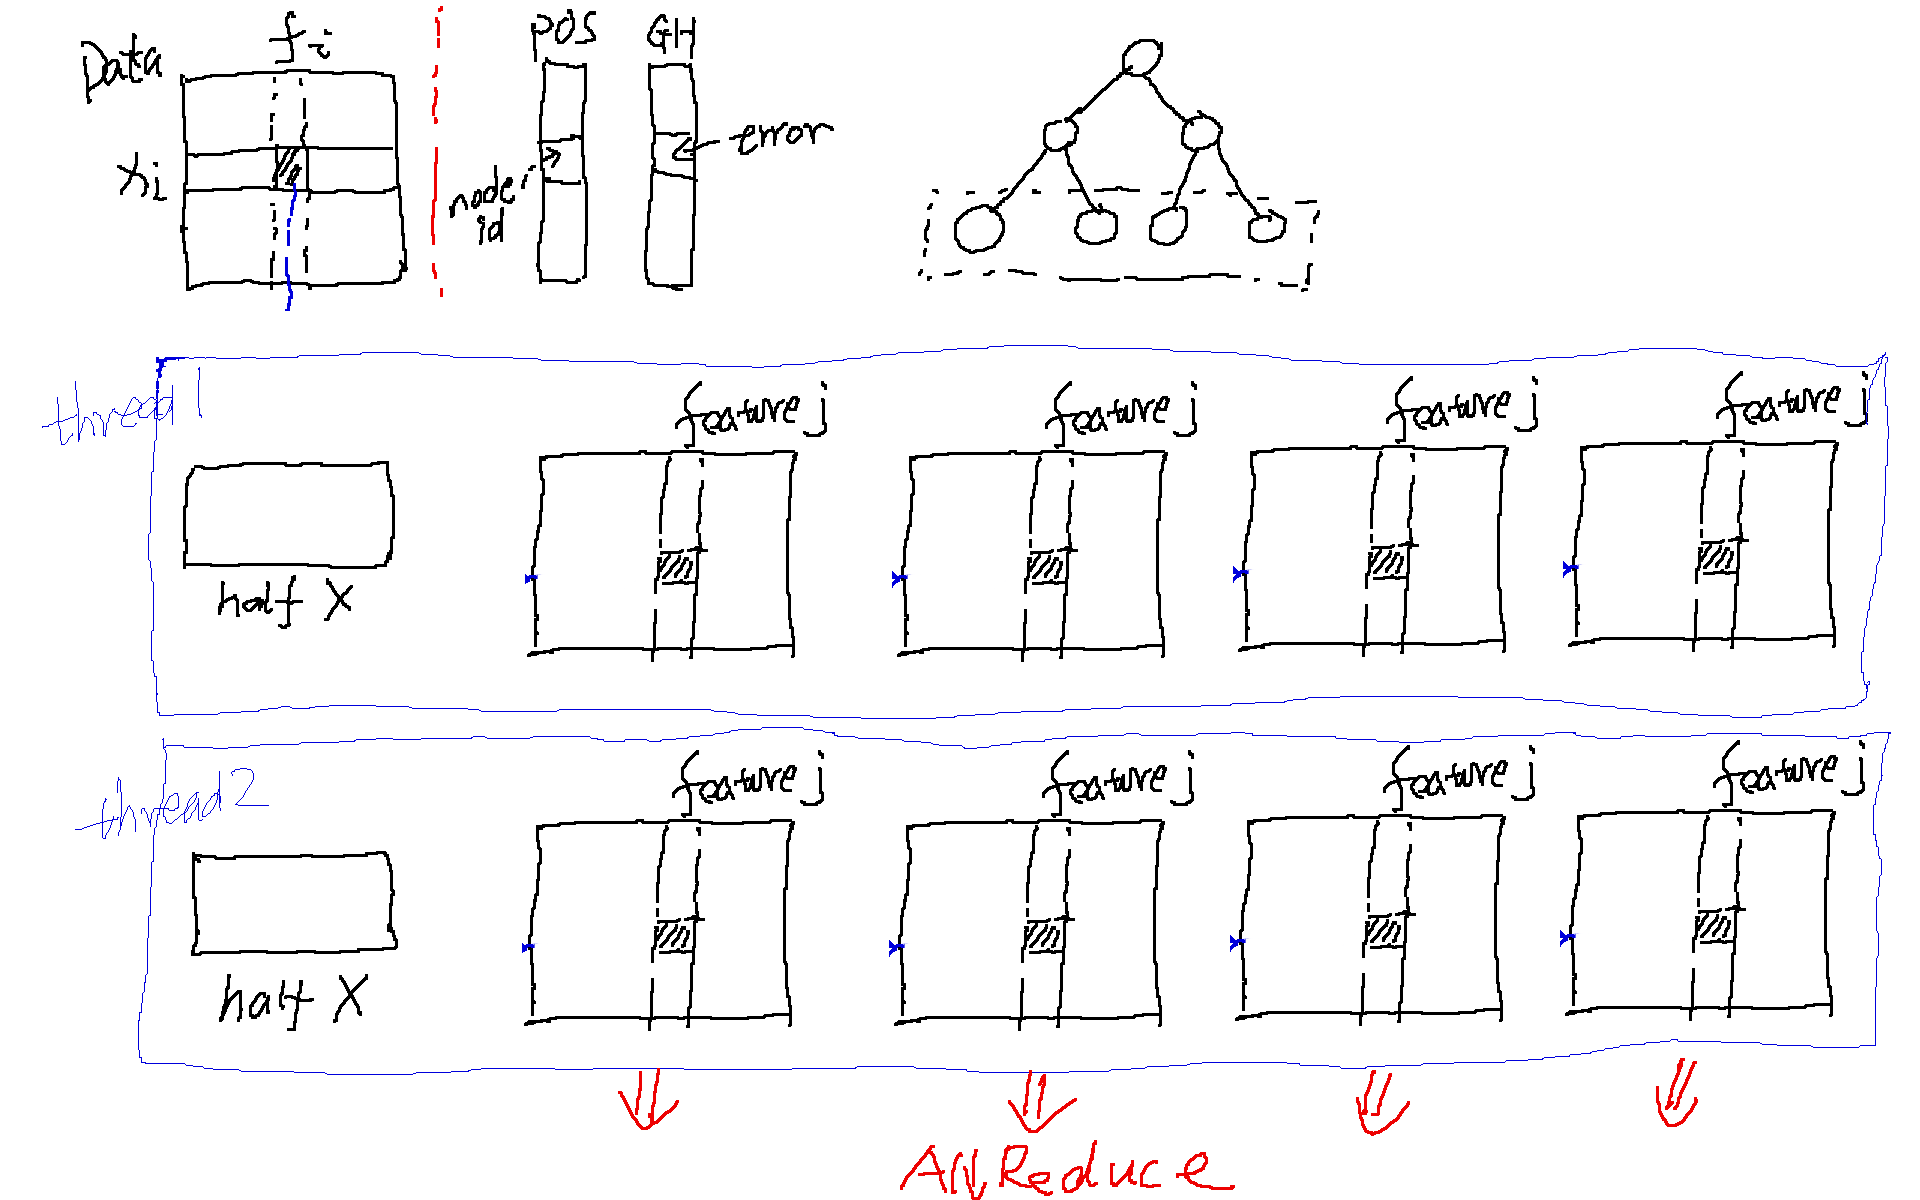 Data
fi
POS
GH
xi
node id
error
thread 1
feature j
feature j
feature j
feature j
half X
thread 2
feature j
feature j
feature j
feature j
half X
AllReduce